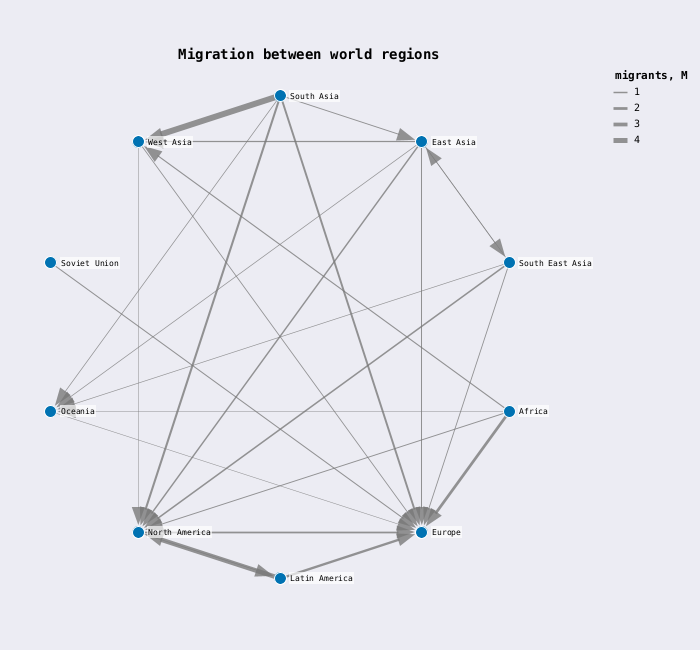 Migration between world regions
migrants, M
1
2
3
4
South Asia
West Asia
East Asia
Soviet Union
South East Asia
Oceania
Africa
North America
Europe
Latin America